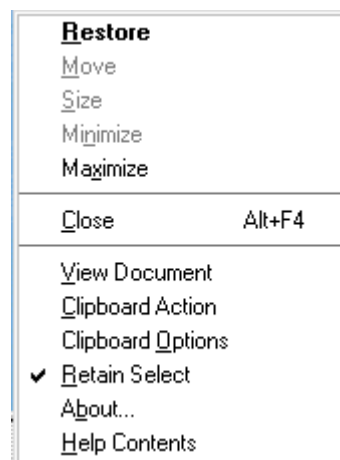 Restore
Move
Size
Minimize
Maximize
Close Alt+F4
View Document
Clipboard Action
Clipboard Options
Retain Select
About...
Help Contents